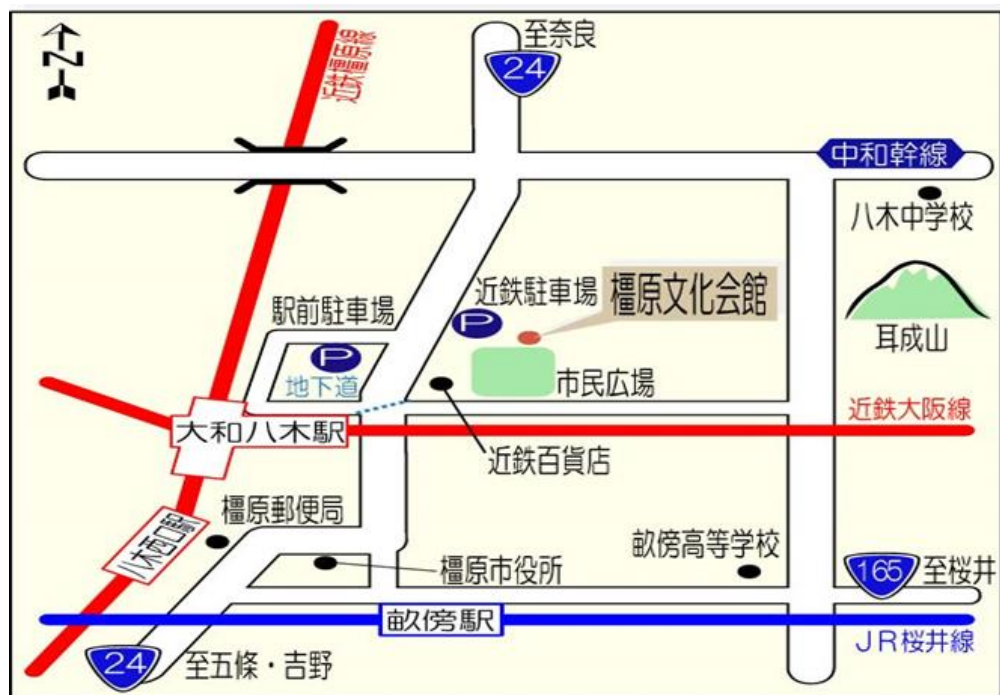 N
近鉄橿原線
至奈良
24
中和幹線
八木中学校
近鉄駐車場
橿原文化会館
駅前駐車場
P
P
耳成山
地下道
市民広場
近鉄大阪線
大和八木駅
近鉄百貨店
橿原郵便局
八木西口駅
畝傍高等学校
橿原市役所
165
至桜井
畝傍駅
JR桜井線
24
至五條・吉野